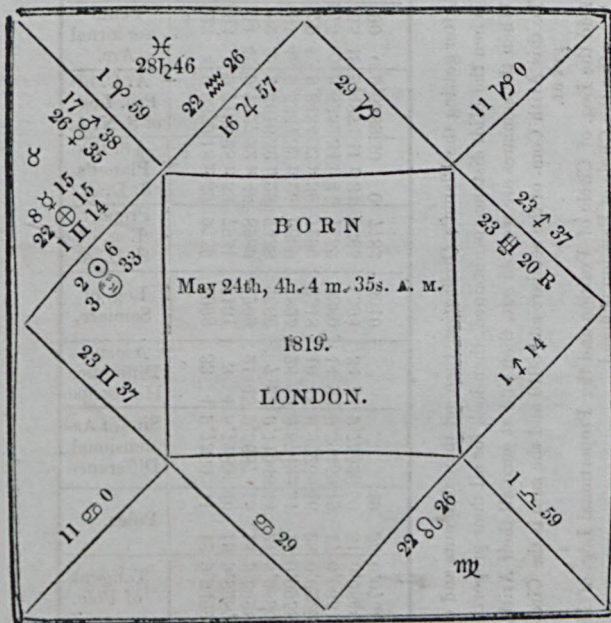 ♓
28 ♄ 46
22 ♒ 26
16 ♃ 57
29 ♑
11 ♑ 0
1 ♈ 59
17 ♂ 38
26 ♀ 35
♉
8 ☿ 15
22 ⊕ 15
1 ♊ 14
2 ☉ 6
3 ☽ 33
23 ♐ 37
23 ♅ 20 R
BORN
May 24th, 4h. 4 m. 35s. A. M.
1819.
LONDON.
23 ♊ 37
1 ♐ 14
11 ♋ 0
♋ 29
22 ♌ 26
♍
1 ♎ 59